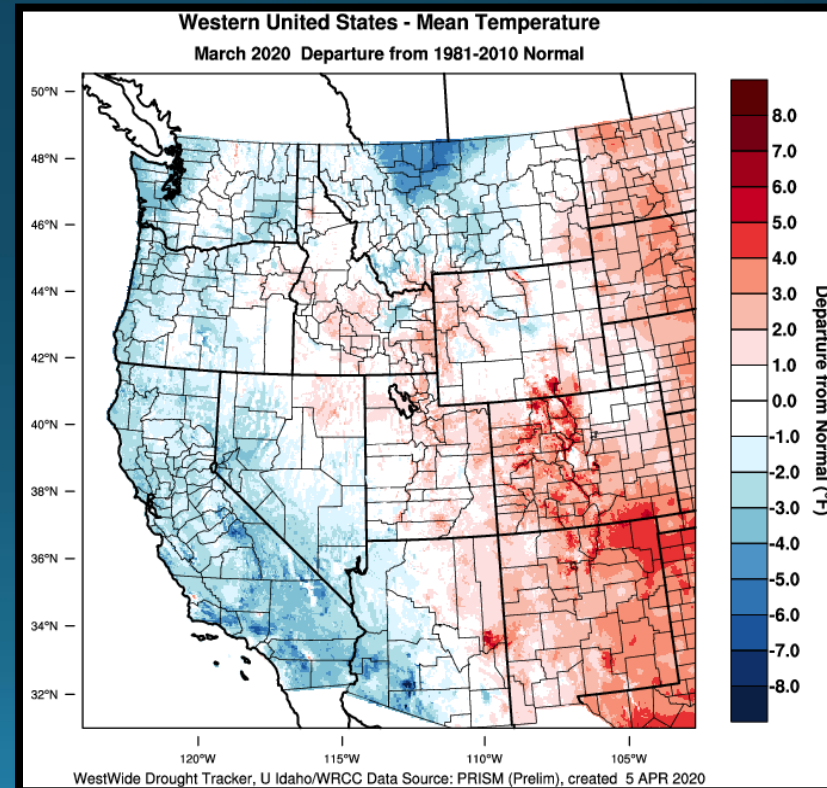 Western United States - Mean Temperature
March 2020 Departure from 1981-2010 Normal
50°N
48°N
46°N
44°N
42°N
40°N
38°N
36°N
34°N
32°N
120°W
115°W
110°W
105°W
8.0
7.0
6.0
5.0
4.0
3.0
2.0
1.0
0.0
-1.0
-2.0
-3.0
-4.0
-5.0
-6.0
-7.0
-8.0
Departure from Normal (°F)
WestWide Drought Tracker, U Idaho/WRCC Data Source: PRISM (Prelim), created 5 APR 2020